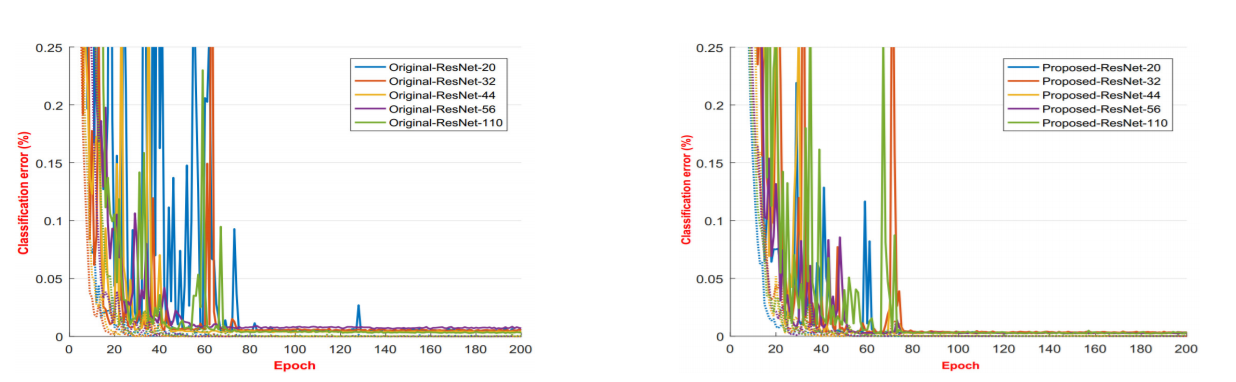 0.25
0.2
0.15
0.1
0.05
0
Classification error (%)
Original-ResNet-20
Original-ResNet-32
Original-ResNet-44
Original-ResNet-56
Original-ResNet-110
0 20 40 60 80 100 120 140 160 180 200
Epoch
0.25
0.2
0.15
0.1
0.05
0
Classification error (%)
Proposed-ResNet-20
Proposed-ResNet-32
Proposed-ResNet-44
Proposed-ResNet-56
Proposed-ResNet-110
0 20 40 60 80 100 120 140 160 180 200
Epoch